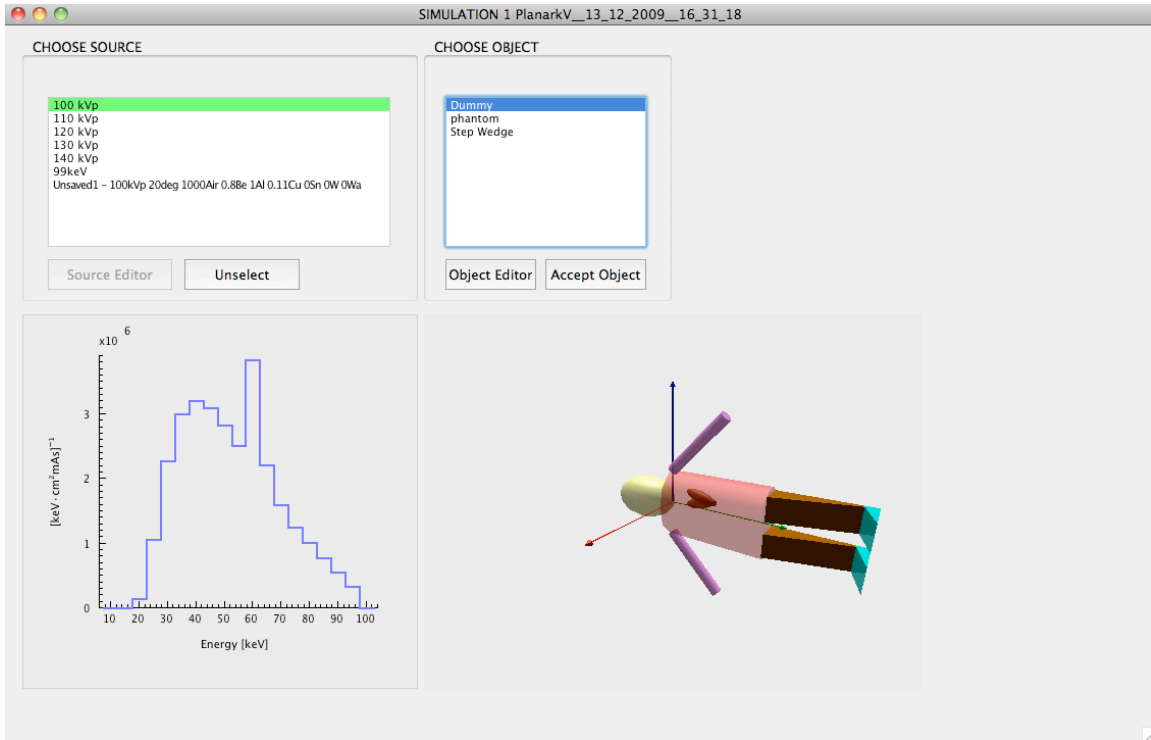 SIMULATION 1 PlanarkV__13_12_2009__16_31_18
CHOOSE SOURCE
100 kVp
110 kVp
120 kVp
130 kVp
140 kVp
99keV
Unsaved1 - 100kVp 20deg 1000Air 0.8Be 1Al 0.11Cu 0Sn 0W 0Wa
Source Editor
Unselect
CHOOSE OBJECT
Dummy
phantom
Step Wedge
Object Editor
Accept Object
x10 6
[keV·cm²mAs]⁻¹
3
2
1
0
10 20 30 40 50 60 70 80 90 100
Energy [keV]